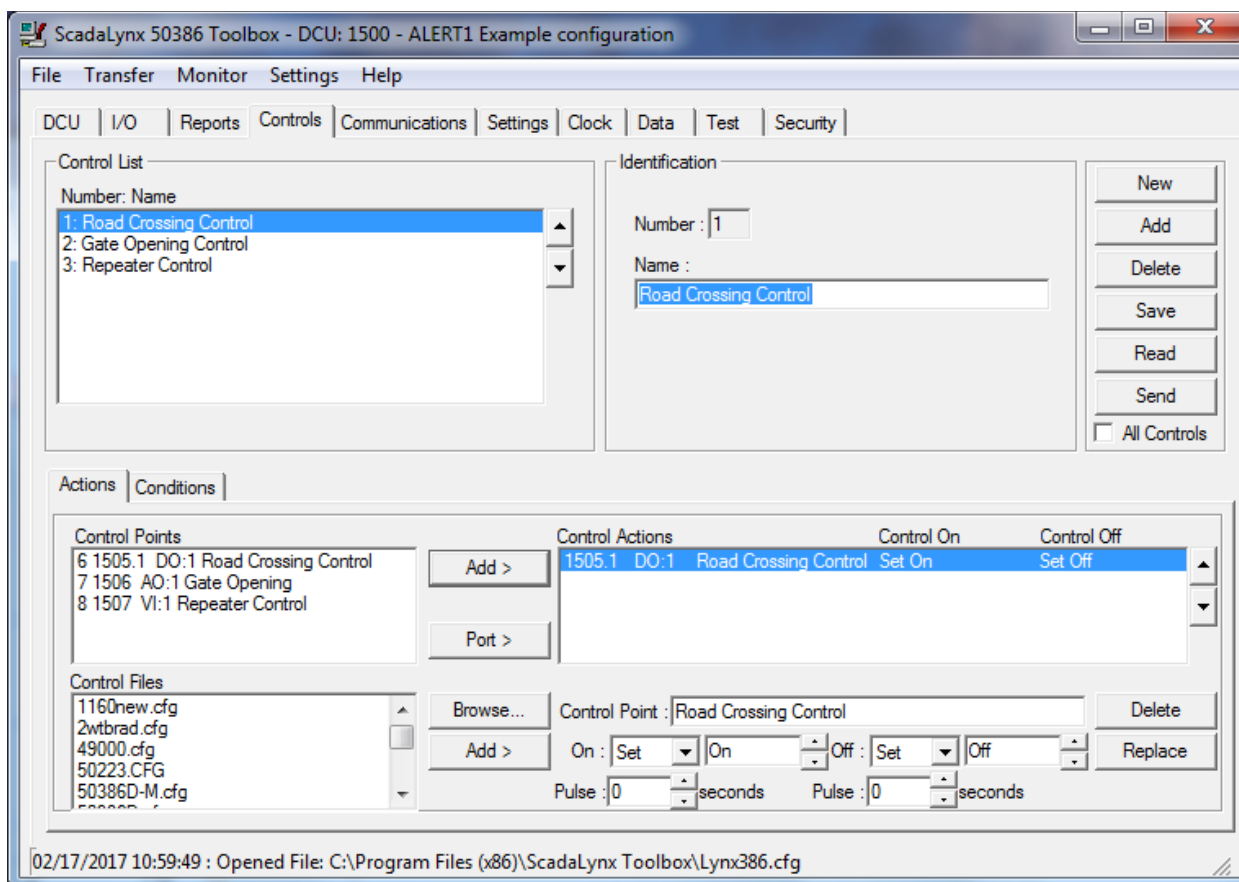 ScadaLynx 50386 Toolbox - DCU: 1500 - ALERT1 Example configuration
File Transfer Monitor Settings Help
DCU I/O Reports Controls Communications Settings Clock Data Test Security
Control List
Number: Name
1: Road Crossing Control
2: Gate Opening Control
3: Repeater Control
Identification
Number : 1
Name :
Road Crossing Control
New
Add
Delete
Save
Read
Send
All Controls
Actions Conditions
Control Points
6 1505.1 DO:1 Road Crossing Control
7 1506 AO:1 Gate Opening
8 1507 VI:1 Repeater Control
Add >
Port >
Control Actions Control On Control Off
1505.1 DO:1 Road Crossing Control Set On Set Off
Control Files
1160new.cfg
2wtbrad.cfg
49000.cfg
50223.CFG
50386D-M.cfg
Browse...
Add >
Control Point : Road Crossing Control
Delete
On : Set On Off : Set Off
Replace
Pulse : 0 seconds Pulse : 0 seconds
02/17/2017 10:59:49 : Opened File: C:\Program Files (x86)\ScadaLynx Toolbox\Lynx386.cfg